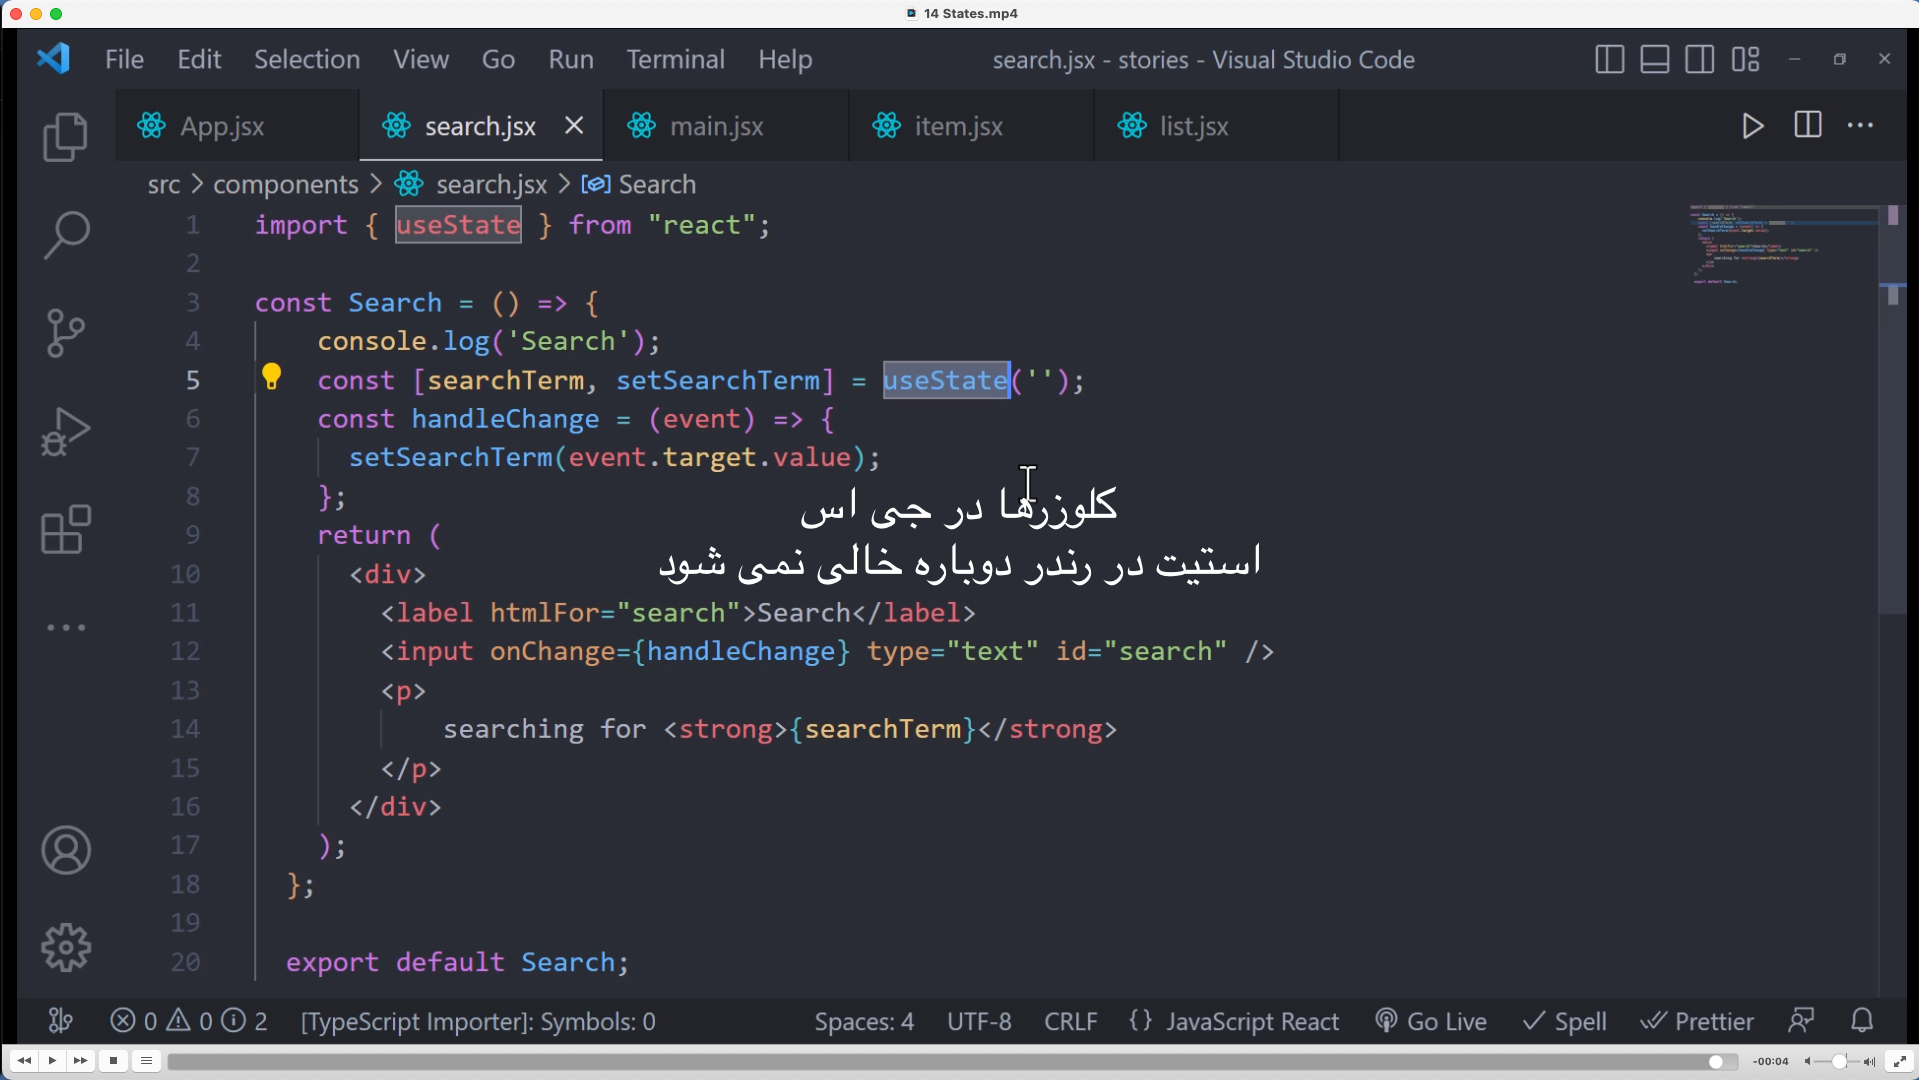 14 States.mp4
File Edit Selection View Go Run Terminal Help search.jsx - stories - Visual Studio Code
App.jsx search.jsx main.jsx item.jsx list.jsx
src > components > search.jsx > Search
1 import { useState } from "react";
2
3 const Search = () => {
4 console.log('Search');
5 const [searchTerm, setSearchTerm] = useState('');
6 const handleChange = (event) => {
7 setSearchTerm(event.target.value);
8 };
کلوزرها در جی اس
9 return (
استیت در رندر دوباره خالی نمی شود
10 <div>
11 <label htmlFor="search">Search</label>
12 <input onChange={handleChange} type="text" id="search" />
13 <p>
14 searching for <strong>{searchTerm}</strong>
15 </p>
16 </div>
17 );
18 };
19
20 export default Search;
0 0 2 [TypeScript Importer]: Symbols: 0 Spaces: 4 UTF-8 CRLF {} JavaScript React Go Live Spell Prettier
-00:04